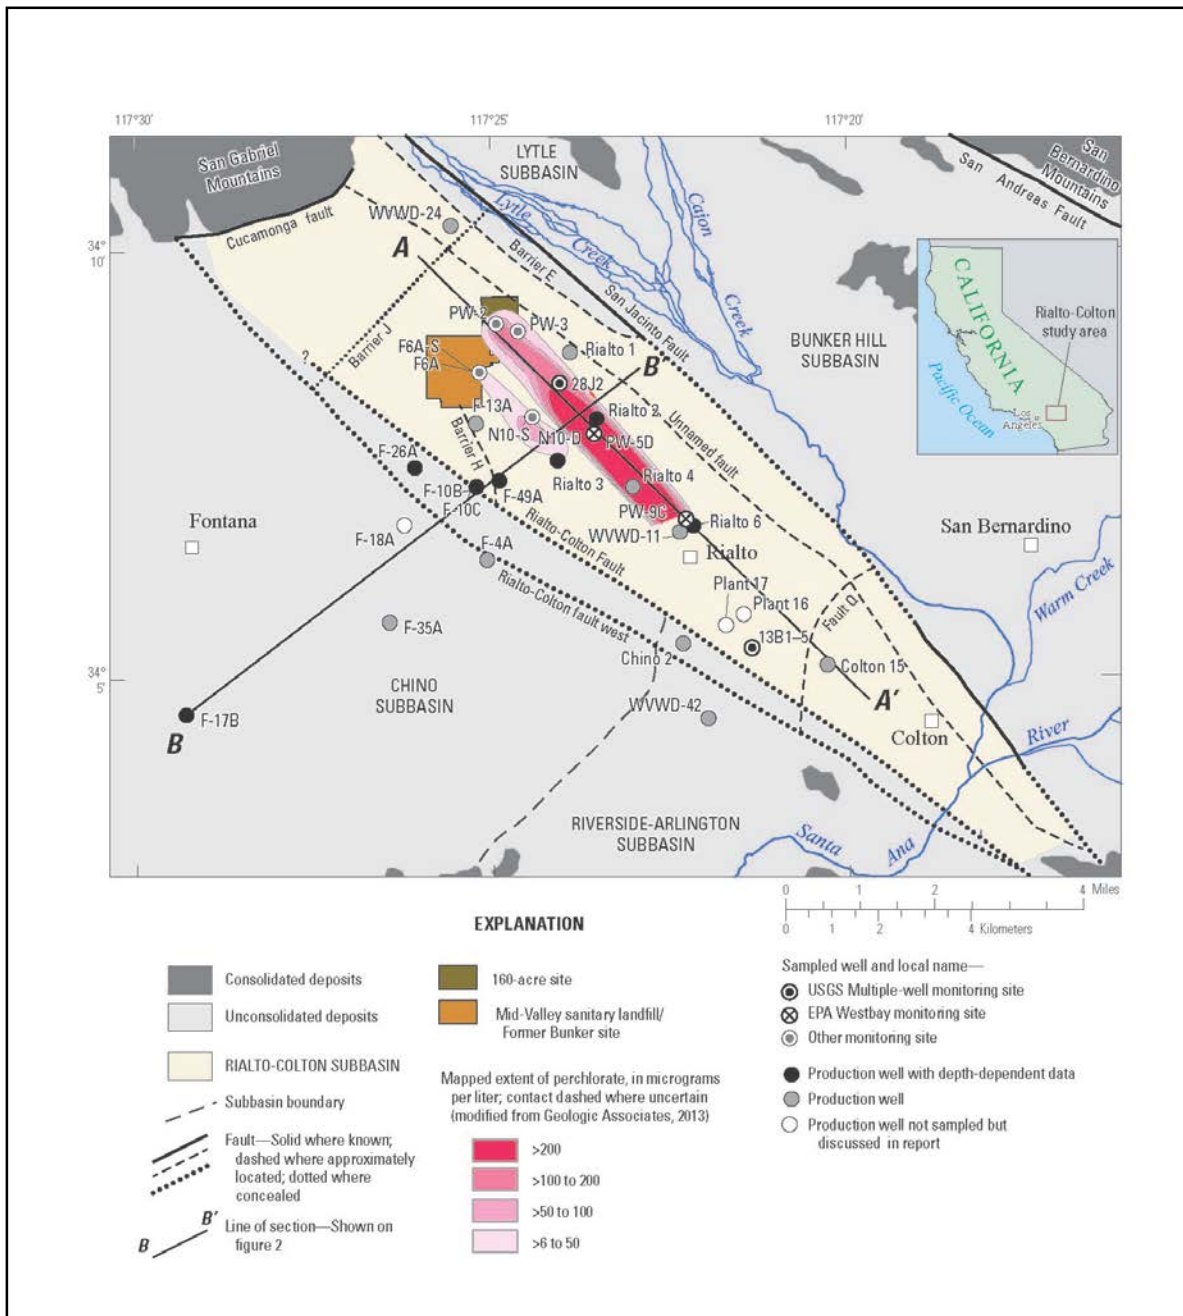 117°30'
117°25'
117°20'
San Gabriel
Mountains
LYTLE
SUBBASIN
San
Bernardino
Mountains
San Andreas Fault
WVWD-24
Cucamonga fault
Lytle
Creek
Cajon
Creek
34°
10'
A
Barrier E
San Jacinto Fault
CALIFORNIA
Rialto-Colton
study area
Pacific Ocean
Los
Angeles
PW-2
PW-3
Barrier J
F6A-S
F6A
Rialto 1
B'
BUNKER HILL
SUBBASIN
?
28J2
F-13A
Rialto 2
Unnamed fault
N10-S
N10-D
PW-5D
Barrier H
F-26A
Rialto 3
Rialto 4
F-10B
F-10C
F-49A
PW-9C
Rialto 6
Fontana
F-18A
Rialto-Colton Fault
WVWD-11
Rialto
San Bernardino
F-4A
Rialto-Colton fault west
Plant 17
Plant 16
Fault Q
Warm Creek
F-35A
13B1–5
Chino 2
Colton 15
34°
5'
CHINO
SUBBASIN
WVWD-42
A'
F-17B
B
Colton
River
RIVERSIDE-ARLINGTON
SUBBASIN
Santa
Ana
0 1 2 4 Miles
0 1 2 4 Kilometers
EXPLANATION
Consolidated deposits
Unconsolidated deposits
RIALTO-COLTON SUBBASIN
Subbasin boundary
Fault—Solid where known;
dashed where approximately
located; dotted where
concealed
B B'
Line of section—Shown on
figure 2
160-acre site
Mid-Valley sanitary landfill/
Former Bunker site
Mapped extent of perchlorate, in micrograms
per liter; contact dashed where uncertain
(modified from Geologic Associates, 2013)
>200
>100 to 200
>50 to 100
>6 to 50
Sampled well and local name—
USGS Multiple-well monitoring site
EPA Westbay monitoring site
Other monitoring site
Production well with depth-dependent data
Production well
Production well not sampled but
discussed in report